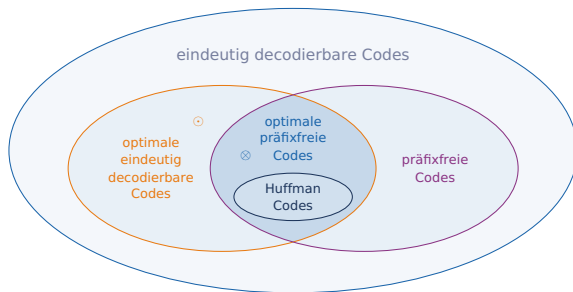 eindeutig decodierbare Codes
optimale
eindeutig
decodierbare
Codes
optimale
präfixfreie
Codes
präfixfreie
Codes
Huffman
Codes